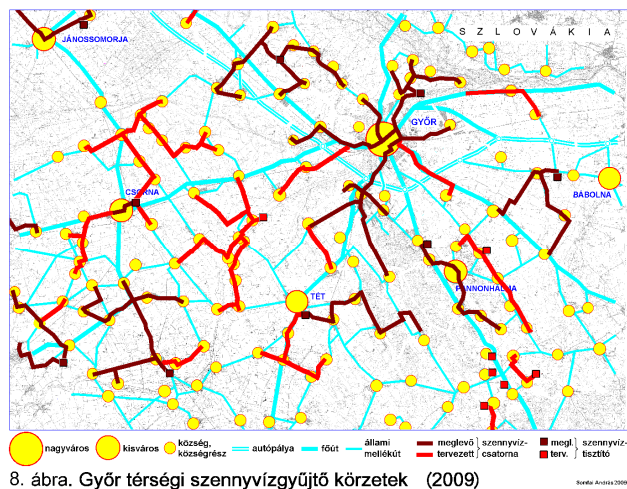 SZLOVÁKIA
JÁNOSSOMORJA
GYŐR
CSORNA
BÁBOLNA
PANNONHALMA
TÉT
nagyváros kisváros község, községrész autópálya főút állami mellékút meglevő tervezett szennyvíz-csatorna megl. terv. szennyvíz-tisztító
8. ábra. Győr térségi szennyvízgyűjtő körzetek (2009)
Somfai András 2009